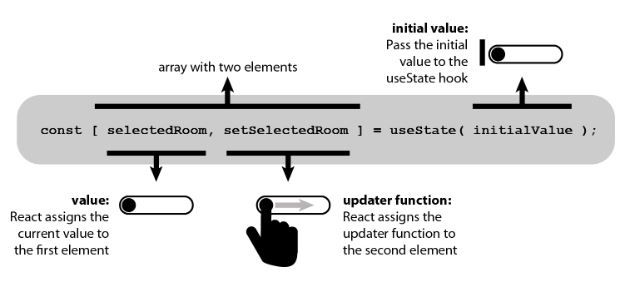 initial value:
Pass the initial
value to the
useState hook
array with two elements
const [ selectedRoom, setSelectedRoom ] = useState( initialValue );
value:
React assigns the
current value to
the first element
updater function:
React assigns the
updater function to
the second element